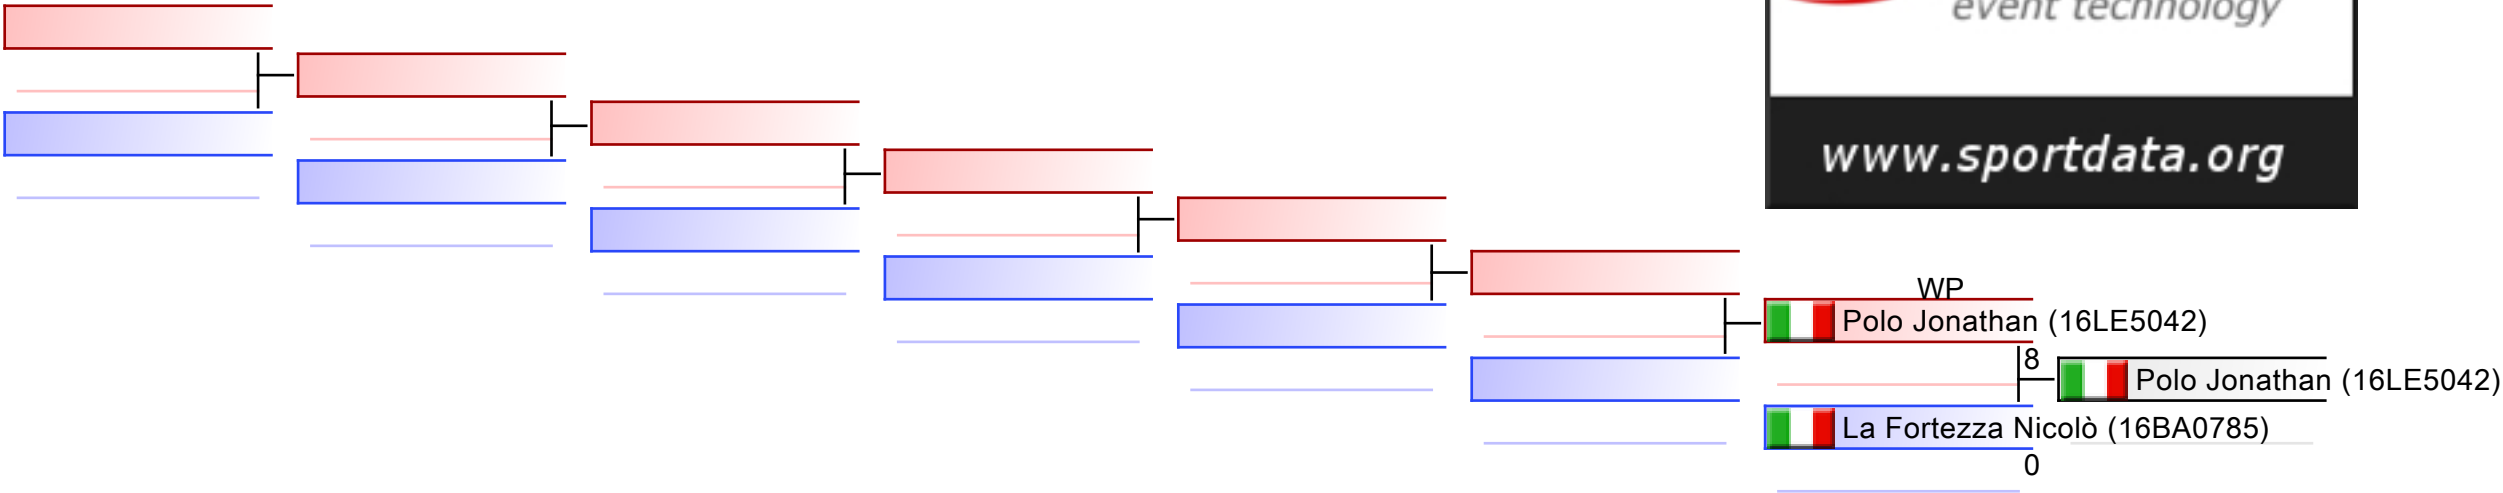 event technology
www.sportdata.org
WP
Polo Jonathan (16LE5042)
8
Polo Jonathan (16LE5042)
La Fortezza Nicolò (16BA0785)
0